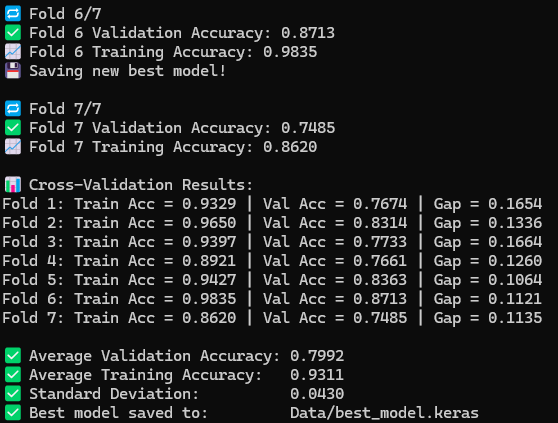 🔁 Fold 6/7
✅ Fold 6 Validation Accuracy: 0.8713
📈 Fold 6 Training Accuracy: 0.9835
💾 Saving new best model!

🔁 Fold 7/7
✅ Fold 7 Validation Accuracy: 0.7485
📈 Fold 7 Training Accuracy: 0.8620

📊 Cross-Validation Results:
Fold 1: Train Acc = 0.9329 | Val Acc = 0.7674 | Gap = 0.1654
Fold 2: Train Acc = 0.9650 | Val Acc = 0.8314 | Gap = 0.1336
Fold 3: Train Acc = 0.9397 | Val Acc = 0.7733 | Gap = 0.1664
Fold 4: Train Acc = 0.8921 | Val Acc = 0.7661 | Gap = 0.1260
Fold 5: Train Acc = 0.9427 | Val Acc = 0.8363 | Gap = 0.1064
Fold 6: Train Acc = 0.9835 | Val Acc = 0.8713 | Gap = 0.1121
Fold 7: Train Acc = 0.8620 | Val Acc = 0.7485 | Gap = 0.1135

✅ Average Validation Accuracy: 0.7992
✅ Average Training Accuracy:   0.9311
✅ Standard Deviation:          0.0430
✅ Best model saved to:         Data/best_model.keras